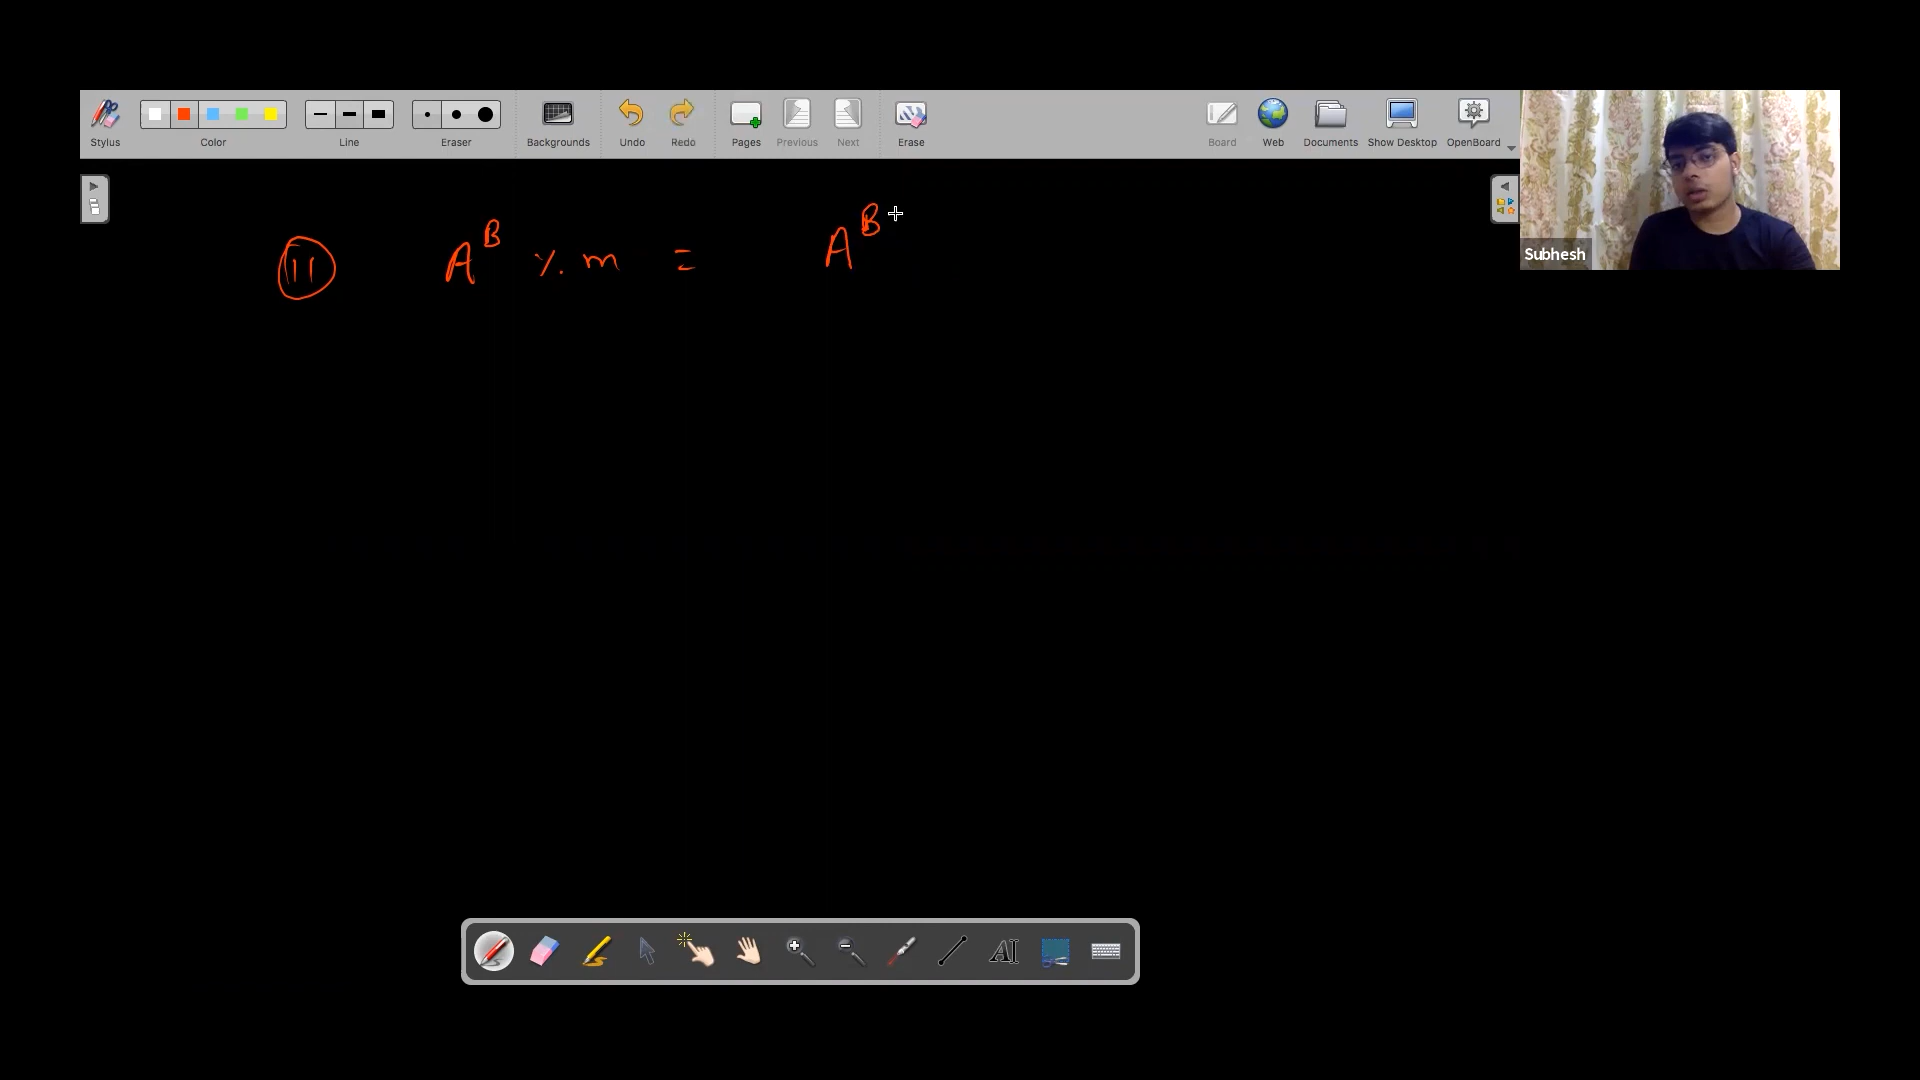 Stylus Color Line Eraser Backgrounds Undo Redo Pages Previous Next Erase Board Web Documents Show Desktop OpenBoard
11 A^B % m = A^B
Subhesh
AI